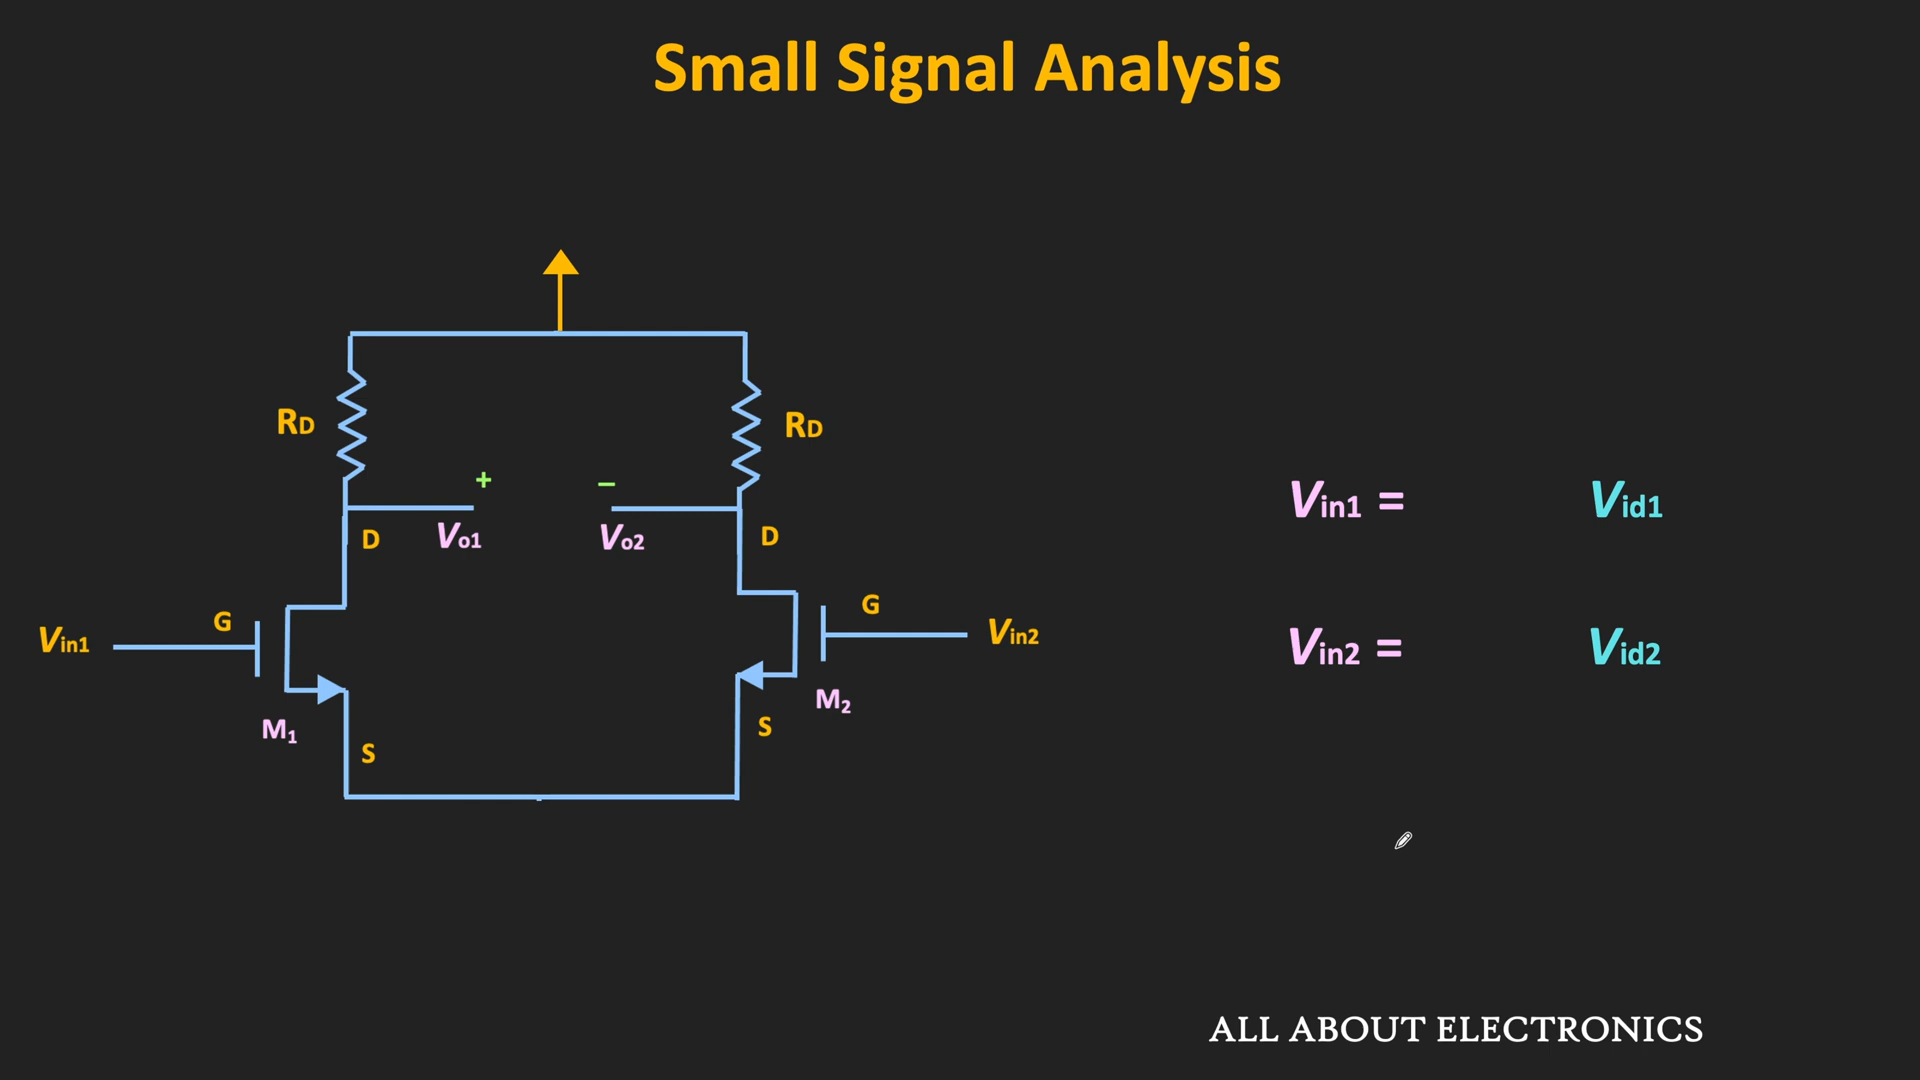 Small Signal Analysis
RD
RD
+
–
D
Vo1
Vo2
D
G
G
Vin1
Vin2
M1
M2
S
S
Vin1 = Vid1
Vin2 = Vid2
ALL ABOUT ELECTRONICS